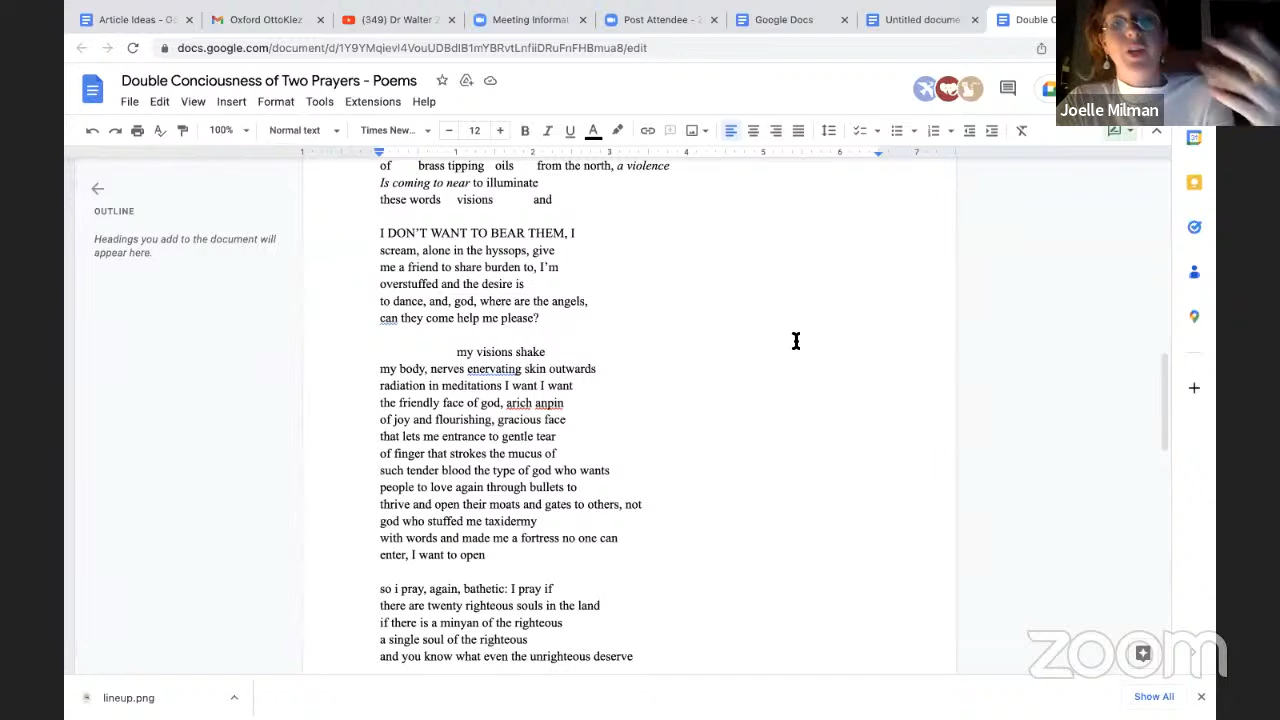 Article Ideas - G
Gmail - Oxford OttoKiez
(349) Dr Walter
Meeting Informat
Post Attendee -
Google Docs
Untitled docume
Double C
docs.google.com/document/d/1Y9YMqievl4VouUDBdIB1mYBRvtLnfiiDRuFnFHBmua8/edit
Double Conciousness of Two Prayers - Poems
File Edit View Insert Format Tools Extensions Help
Joelle Milman
100% Normal text Times New... 12
1 1 2 3 4 5 6 7
of brass tipping oils from the north, a violence
Is coming to near to illuminate
these words visions and
OUTLINE
Headings you add to the document will
appear here.
I DON'T WANT TO BEAR THEM, I
scream, alone in the hyssops, give
me a friend to share burden to, I'm
overstuffed and the desire is
to dance, and, god, where are the angels,
can they come help me please?
my visions shake
my body, nerves enervating skin outwards
radiation in meditations I want I want
the friendly face of god, arich anpin
of joy and flourishing, gracious face
that lets me entrance to gentle tear
of finger that strokes the mucus of
such tender blood the type of god who wants
people to love again through bullets to
thrive and open their moats and gates to others, not
god who stuffed me taxidermy
with words and made me a fortress no one can
enter, I want to open
so i pray, again, bathetic: I pray if
there are twenty righteous souls in the land
if there is a minyan of the righteous
a single soul of the righteous
and you know what even the unrighteous deserve
zoom
lineup.png
Show All